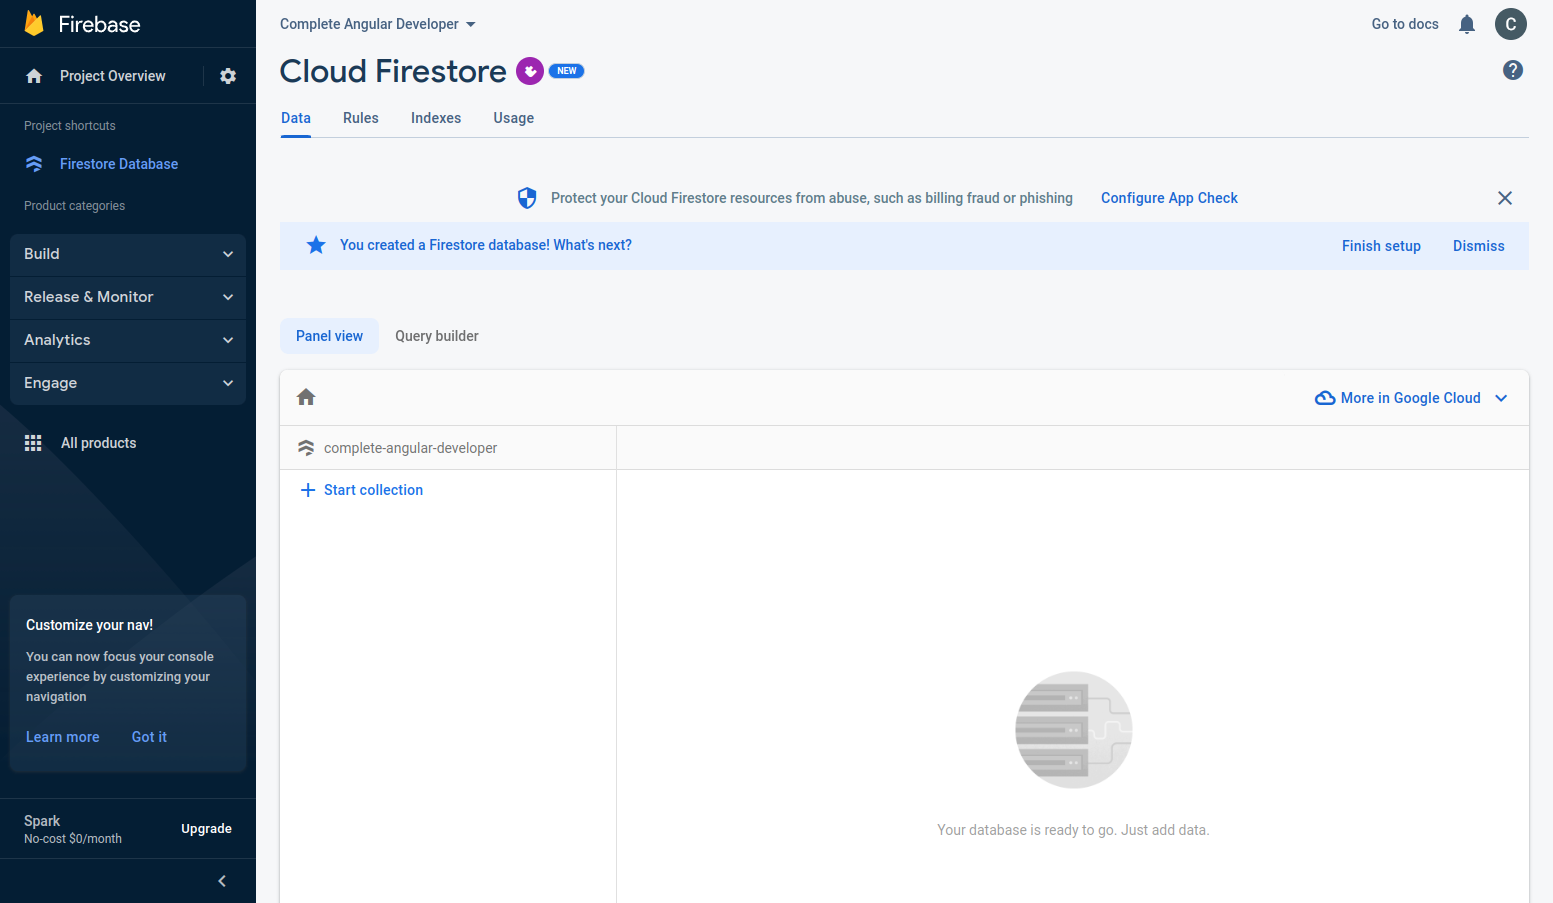 Firebase
Complete Angular Developer
Go to docs
C
Project Overview
Cloud Firestore NEW
Data Rules Indexes Usage
Project shortcuts
Firestore Database
Product categories
Build
Release & Monitor
Analytics
Engage
All products
Customize your nav!
You can now focus your console
experience by customizing your
navigation
Learn more Got it
Spark
No-cost $0/month
Upgrade
Protect your Cloud Firestore resources from abuse, such as billing fraud or phishing Configure App Check
You created a Firestore database! What's next? Finish setup Dismiss
Panel view Query builder
More in Google Cloud
complete-angular-developer
Start collection
Your database is ready to go. Just add data.